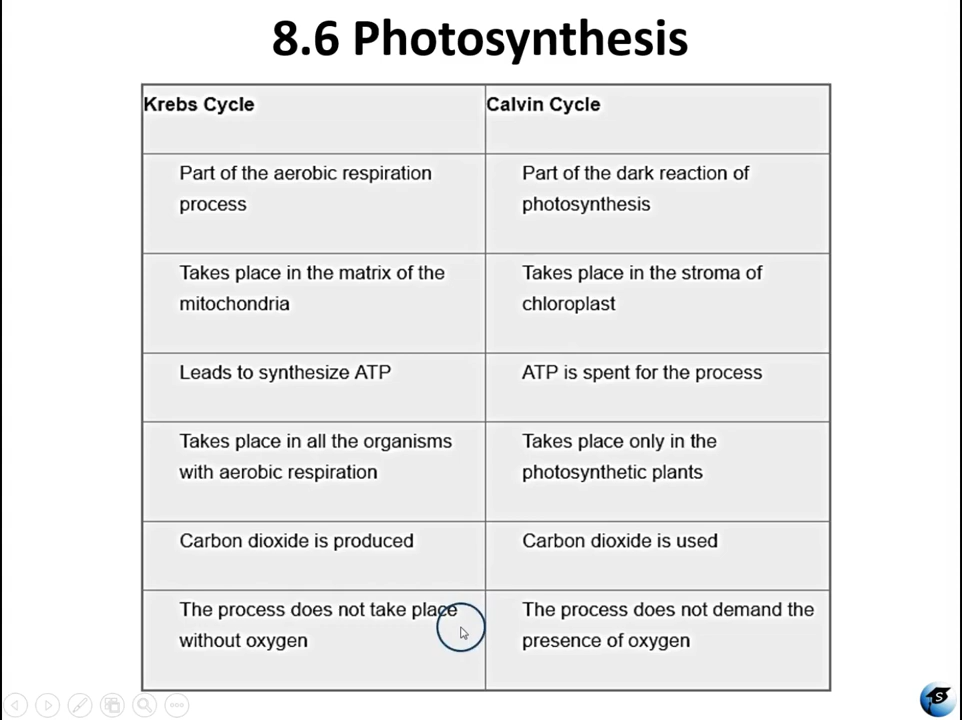 8.6 Photosynthesis
Krebs Cycle
Calvin Cycle
Part of the aerobic respiration
process
Part of the dark reaction of
photosynthesis
Takes place in the matrix of the
mitochondria
Takes place in the stroma of
chloroplast
Leads to synthesize ATP
ATP is spent for the process
Takes place in all the organisms
with aerobic respiration
Takes place only in the
photosynthetic plants
Carbon dioxide is produced
Carbon dioxide is used
The process does not take place
without oxygen
The process does not demand the
presence of oxygen
S